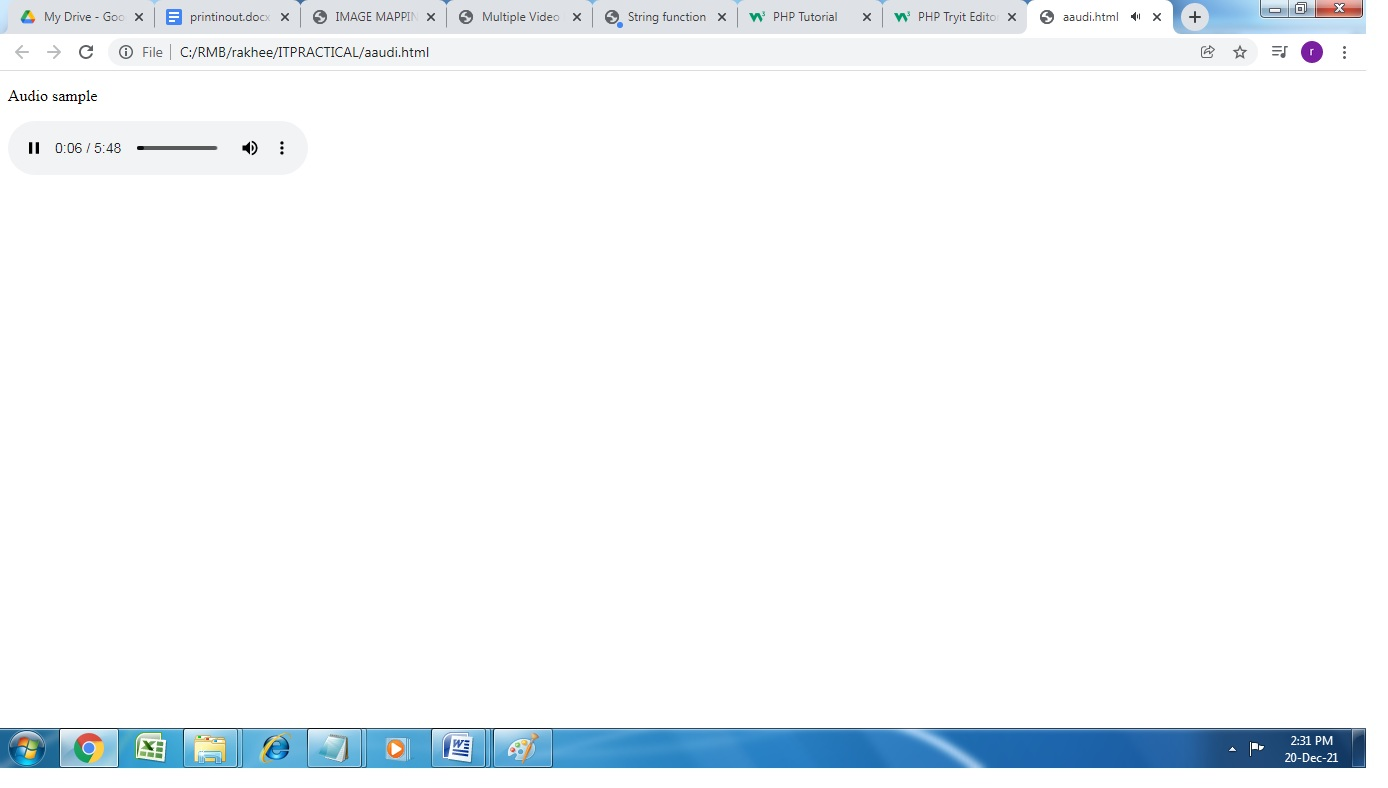 My Drive - Goo
printinout.docx
IMAGE MAPPIN
Multiple Video
String function
PHP Tutorial
PHP Tryit Edito
aaudi.html
File
C:/RMB/rakhee/ITPRACTICAL/aaudi.html
r
Audio sample
0:06 / 5:48
2:31 PM
20-Dec-21